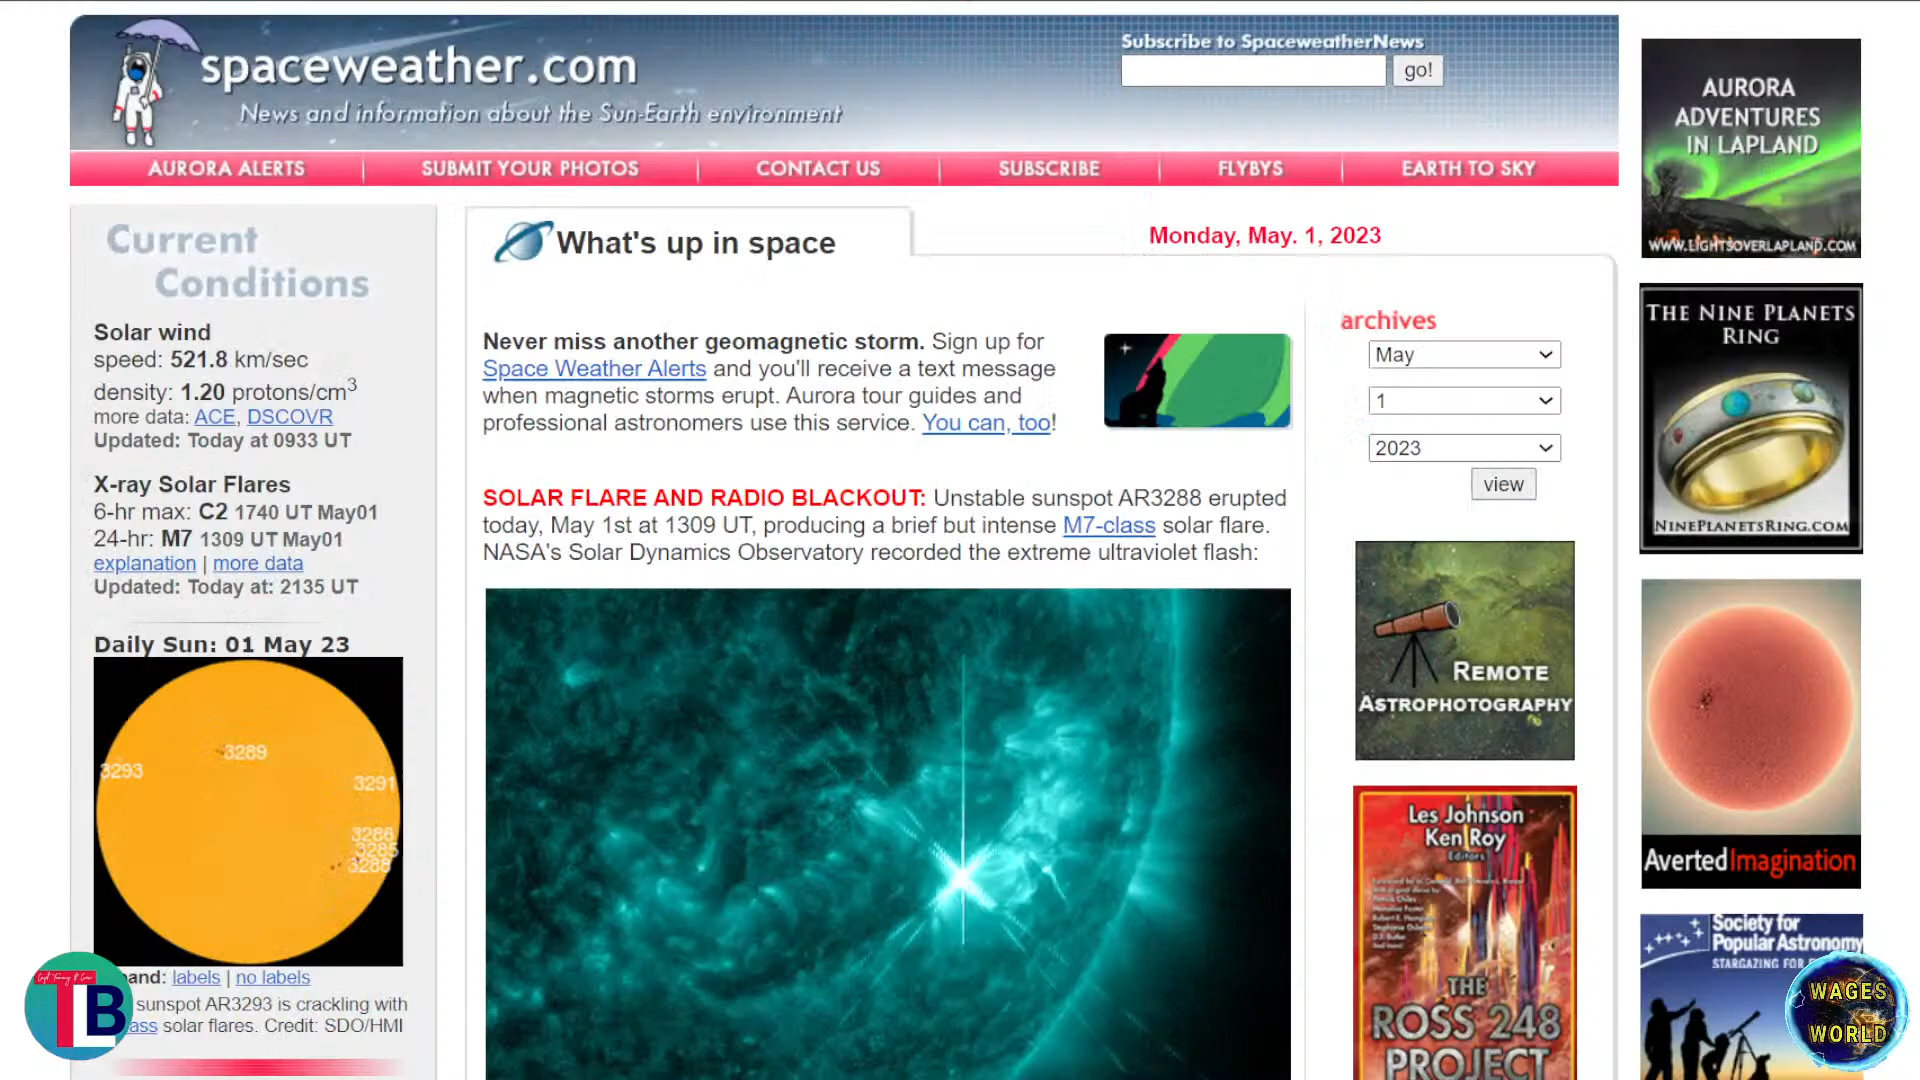 spaceweather.com
News and information about the Sun-Earth environment
Subscribe to SpaceweatherNews
go!
AURORA ALERTS
SUBMIT YOUR PHOTOS
CONTACT US
SUBSCRIBE
FLYBYS
EARTH TO SKY
Current
Conditions
Solar wind
speed: 521.8 km/sec
density: 1.20 protons/cm3
more data: ACE, DSCOVR
Updated: Today at 0933 UT
X-ray Solar Flares
6-hr max: C2 1740 UT May01
24-hr: M7 1309 UT May01
explanation | more data
Updated: Today at: 2135 UT
Daily Sun: 01 May 23
3289
3293
3291
3286
3285
3288
and: labels | no labels
sunspot AR3293 is crackling with
ass solar flares. Credit: SDO/HMI
TB
What's up in space
Monday, May. 1, 2023
Never miss another geomagnetic storm. Sign up for
Space Weather Alerts and you'll receive a text message
when magnetic storms erupt. Aurora tour guides and
professional astronomers use this service. You can, too!
SOLAR FLARE AND RADIO BLACKOUT: Unstable sunspot AR3288 erupted
today, May 1st at 1309 UT, producing a brief but intense M7-class solar flare.
NASA's Solar Dynamics Observatory recorded the extreme ultraviolet flash:
archives
May
1
2023
view
REMOTE
ASTROPHOTOGRAPHY
Les Johnson
Ken Roy
Editors
THE
ROSS 248
PROJECT
AURORA
ADVENTURES
IN LAPLAND
WWW.LIGHTSOVERLAPLAND.COM
THE NINE PLANETS
RING
NINEPLANETSRING.COM
AvertedImagination
Society for
Popular Astronomy
STARGAZING FOR
WAGES
WORLD